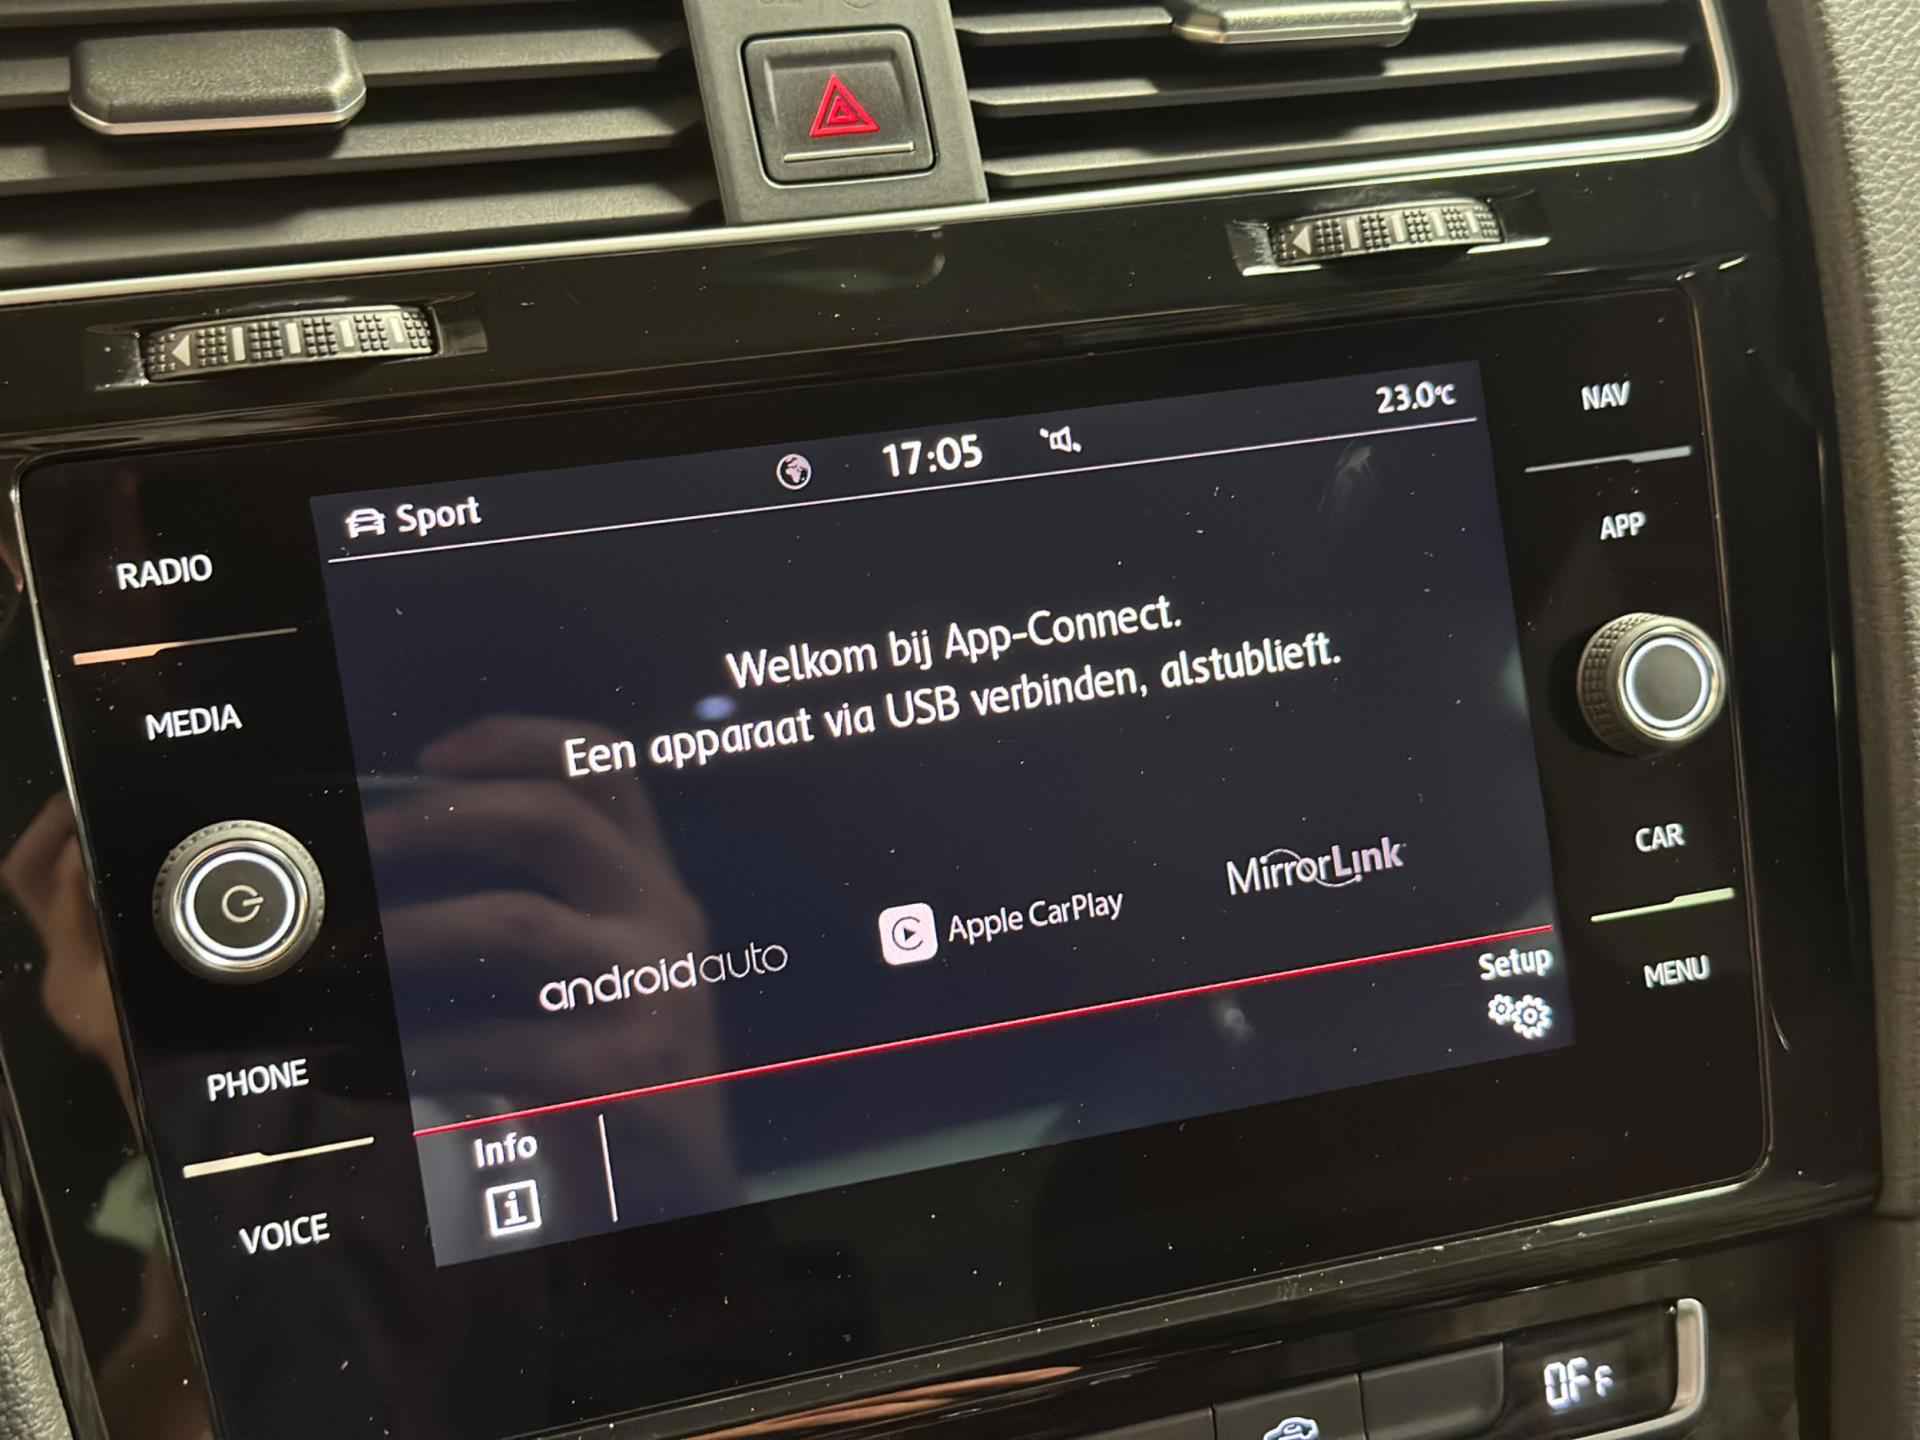 Sport
17:05
23.0°C
NAV
RADIO
APP
Welkom bij App-Connect.
Een apparaat via USB verbinden, alstublieft.
MEDIA
CAR
androidauto
Apple CarPlay
MirrorLink
MENU
Setup
PHONE
Info
VOICE
OFF